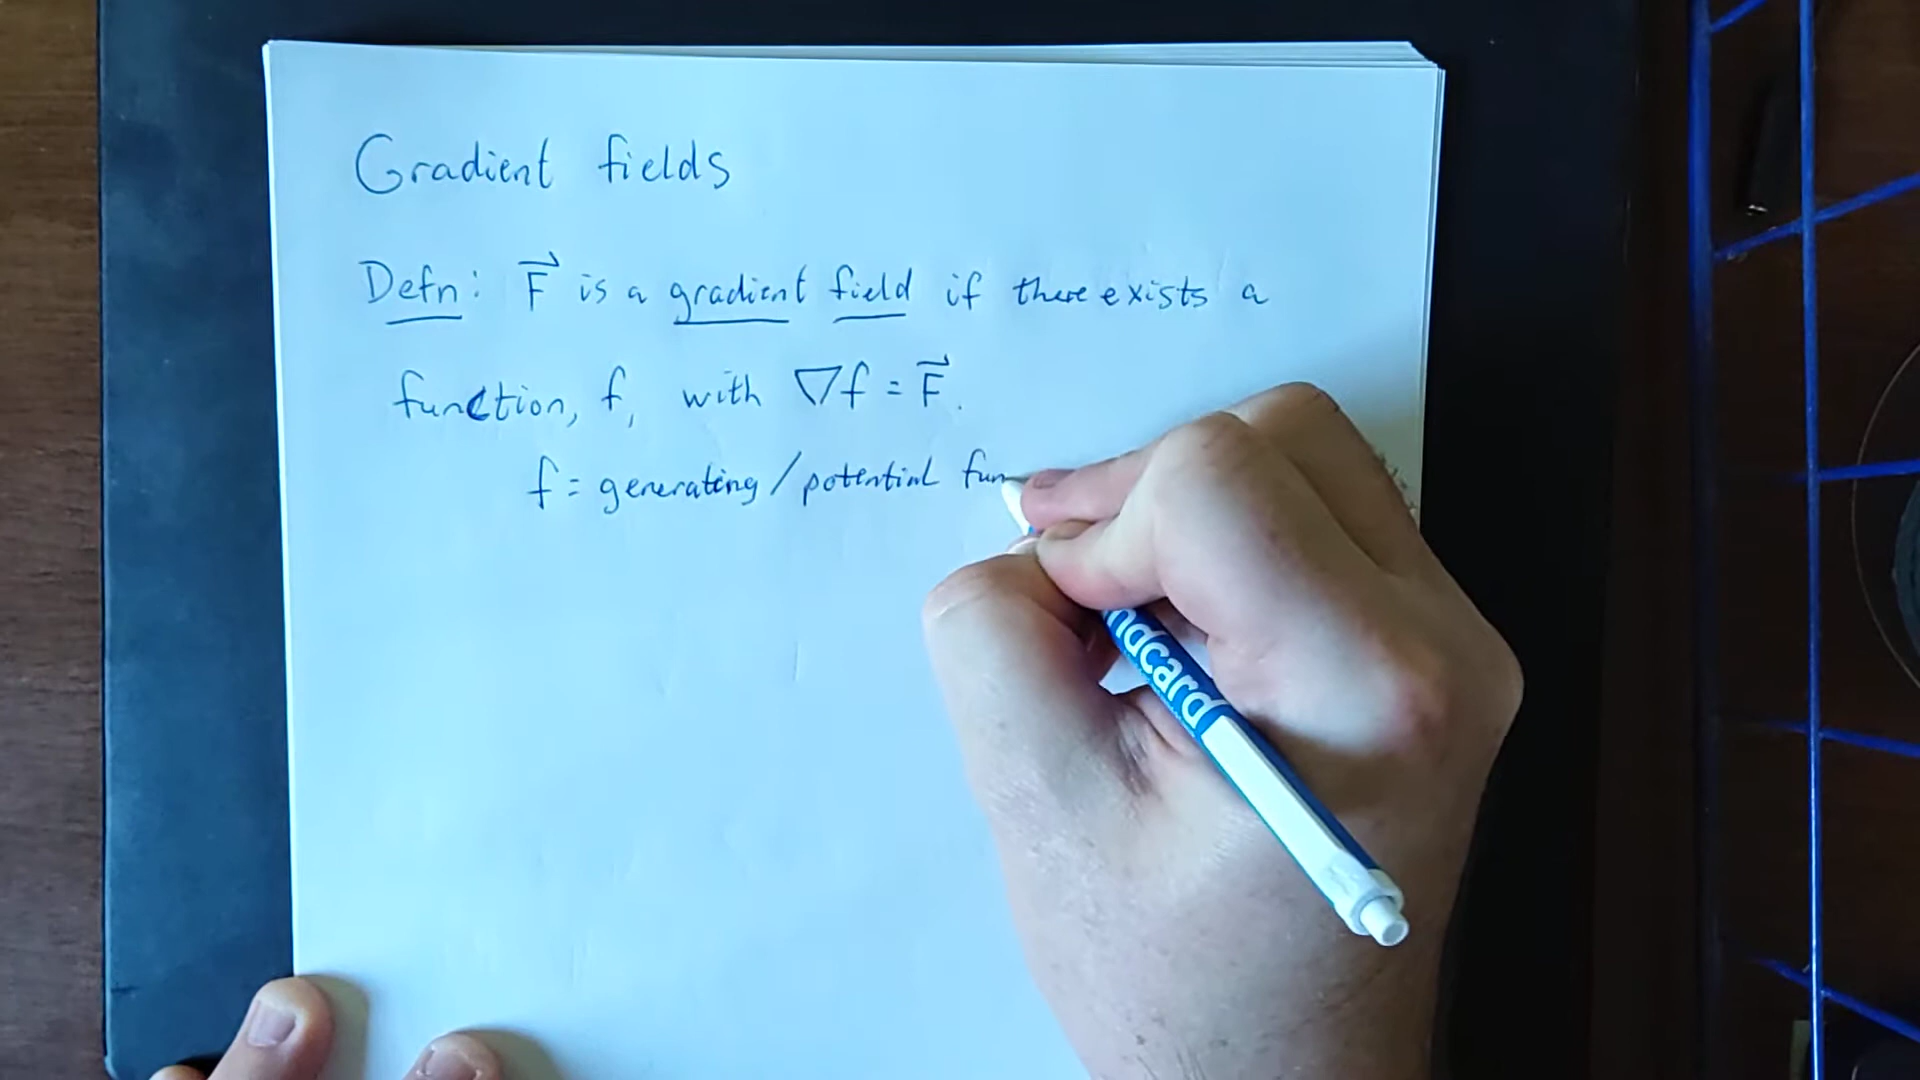 Gradient fields
Defn: F⃗ is a gradient field if there exists a
function, f, with ∇f = F⃗.
f = generating / potential fun
ndcard